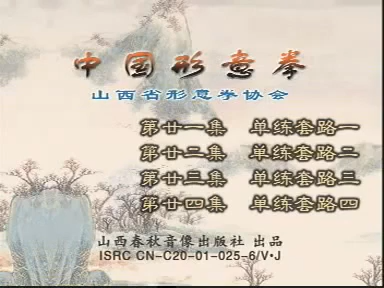 中国形意拳
山西省形意拳协会
第廿一集 单练套路一
第廿二集 单练套路二
第廿三集 单练套路三
第廿四集 单练套路四
山西春秋音像出版社 出品
ISRC CN-C20-01-025-6/V·J